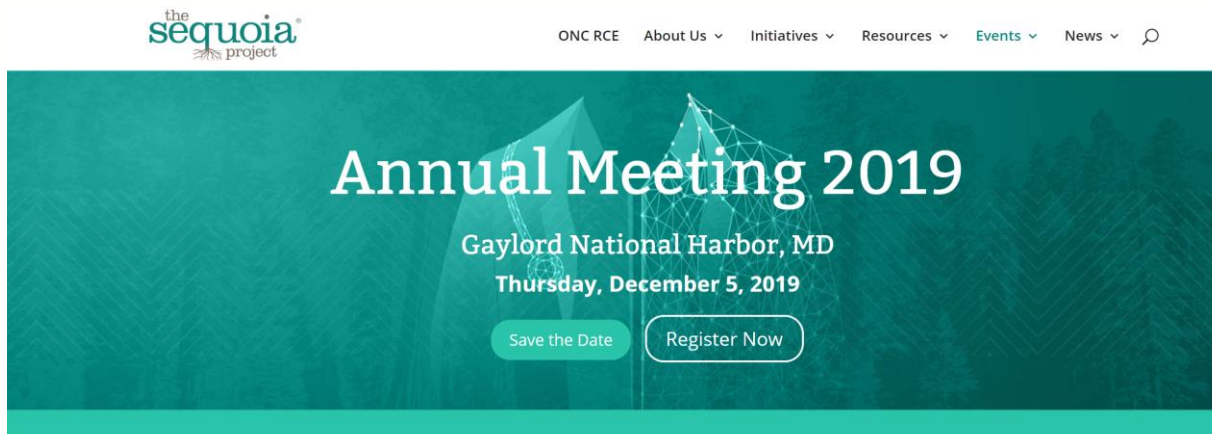 the
sequoia®
project
ONC RCE About Us Initiatives Resources Events News
Annual Meeting 2019
Gaylord National Harbor, MD
Thursday, December 5, 2019
Save the Date Register Now